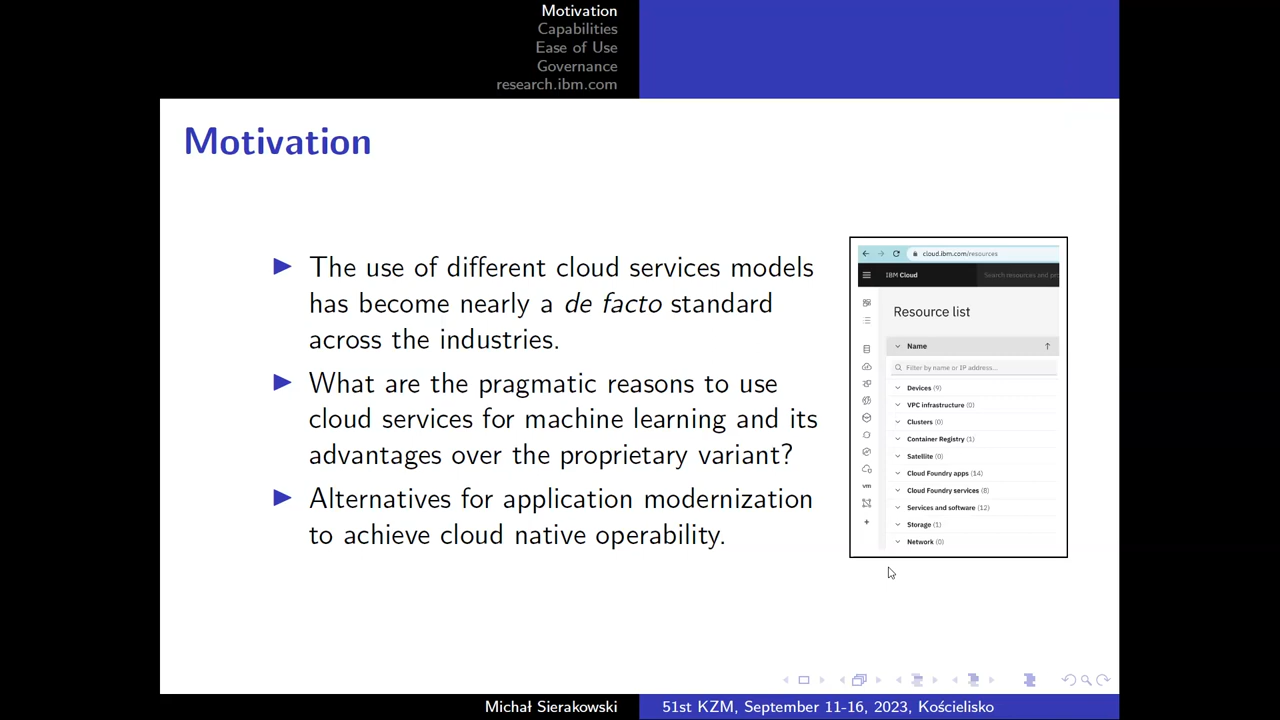 Motivation
Capabilities
Ease of Use
Governance
research.ibm.com
Motivation
The use of different cloud services models
has become nearly a de facto standard
across the industries.
What are the pragmatic reasons to use
cloud services for machine learning and its
advantages over the proprietary variant?
Alternatives for application modernization
to achieve cloud native operability.
cloud.ibm.com/resources
IBM Cloud
Search resources and
Resource list
Name
Filter by name or IP address...
Devices (9)
VPC infrastructure (0)
Clusters (0)
Container Registry (1)
Satellite (0)
Cloud Foundry apps (14)
Cloud Foundry services (8)
vm
Services and software (12)
Storage (1)
Network (0)
Michał Sierakowski
51st KZM, September 11-16, 2023, Kościelisko